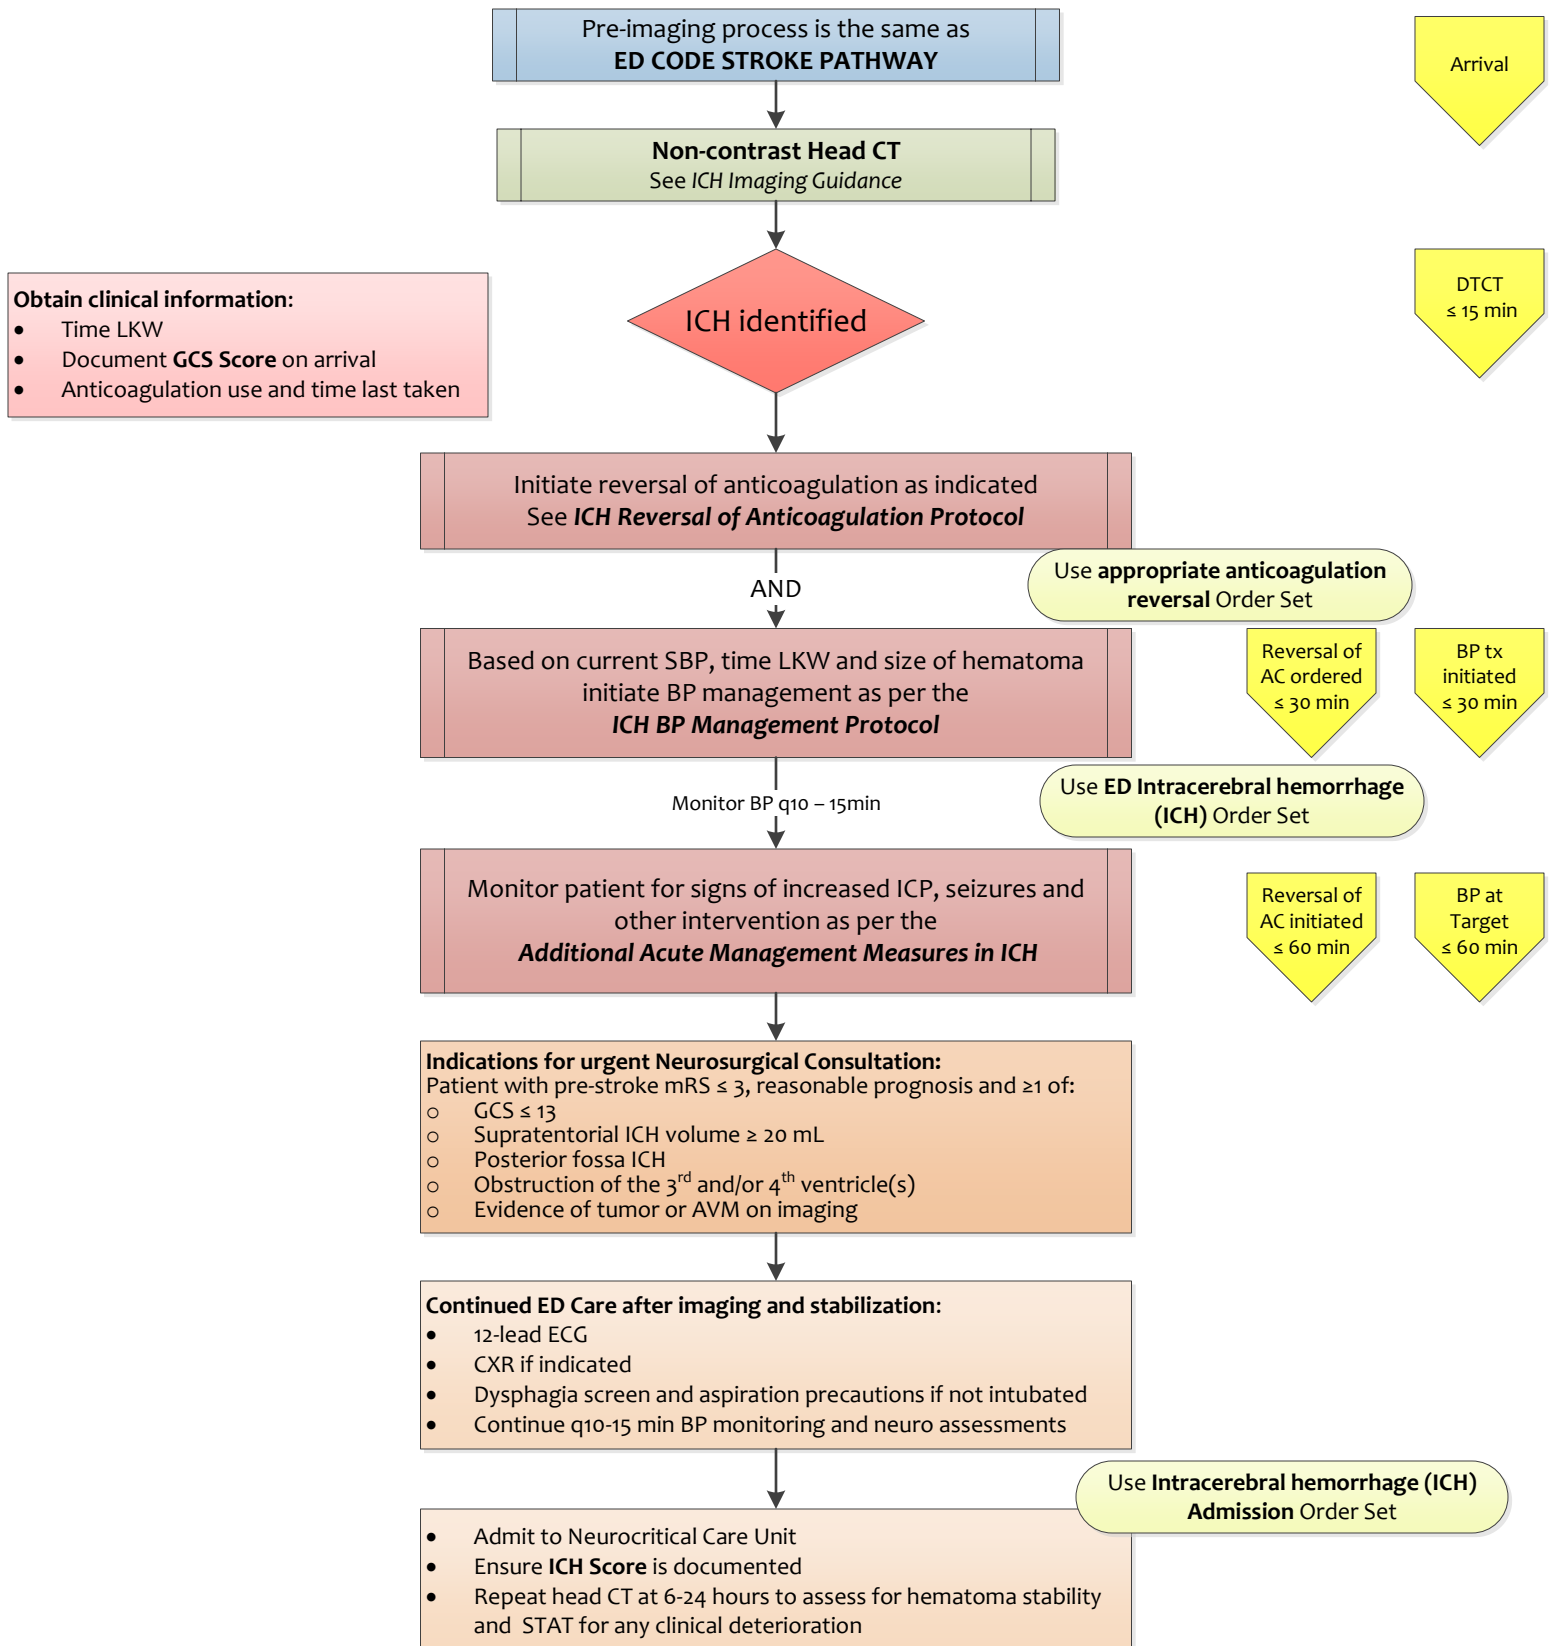 Pre-imaging process is the same as
ED CODE STROKE PATHWAY
Arrival
Non-contrast Head CT
See ICH Imaging Guidance
Obtain clinical information:
• Time LKW
• Document GCS Score on arrival
• Anticoagulation use and time last taken
ICH identified
DTCT
≤ 15 min
Initiate reversal of anticoagulation as indicated
See ICH Reversal of Anticoagulation Protocol
AND
Use appropriate anticoagulation
reversal Order Set
Based on current SBP, time LKW and size of hematoma
initiate BP management as per the
ICH BP Management Protocol
Reversal of
AC ordered
≤ 30 min
BP tx
initiated
≤ 30 min
Monitor BP q10 – 15min
Use ED Intracerebral hemorrhage
(ICH) Order Set
Monitor patient for signs of increased ICP, seizures and
other intervention as per the
Additional Acute Management Measures in ICH
Reversal of
AC initiated
≤ 60 min
BP at
Target
≤ 60 min
Indications for urgent Neurosurgical Consultation:
Patient with pre-stroke mRS ≤ 3, reasonable prognosis and ≥1 of:
o GCS ≤ 13
o Supratentorial ICH volume ≥ 20 mL
o Posterior fossa ICH
o Obstruction of the 3rd and/or 4th ventricle(s)
o Evidence of tumor or AVM on imaging
Continued ED Care after imaging and stabilization:
• 12-lead ECG
• CXR if indicated
• Dysphagia screen and aspiration precautions if not intubated
• Continue q10-15 min BP monitoring and neuro assessments
Use Intracerebral hemorrhage (ICH)
Admission Order Set
• Admit to Neurocritical Care Unit
• Ensure ICH Score is documented
• Repeat head CT at 6-24 hours to assess for hematoma stability
and STAT for any clinical deterioration